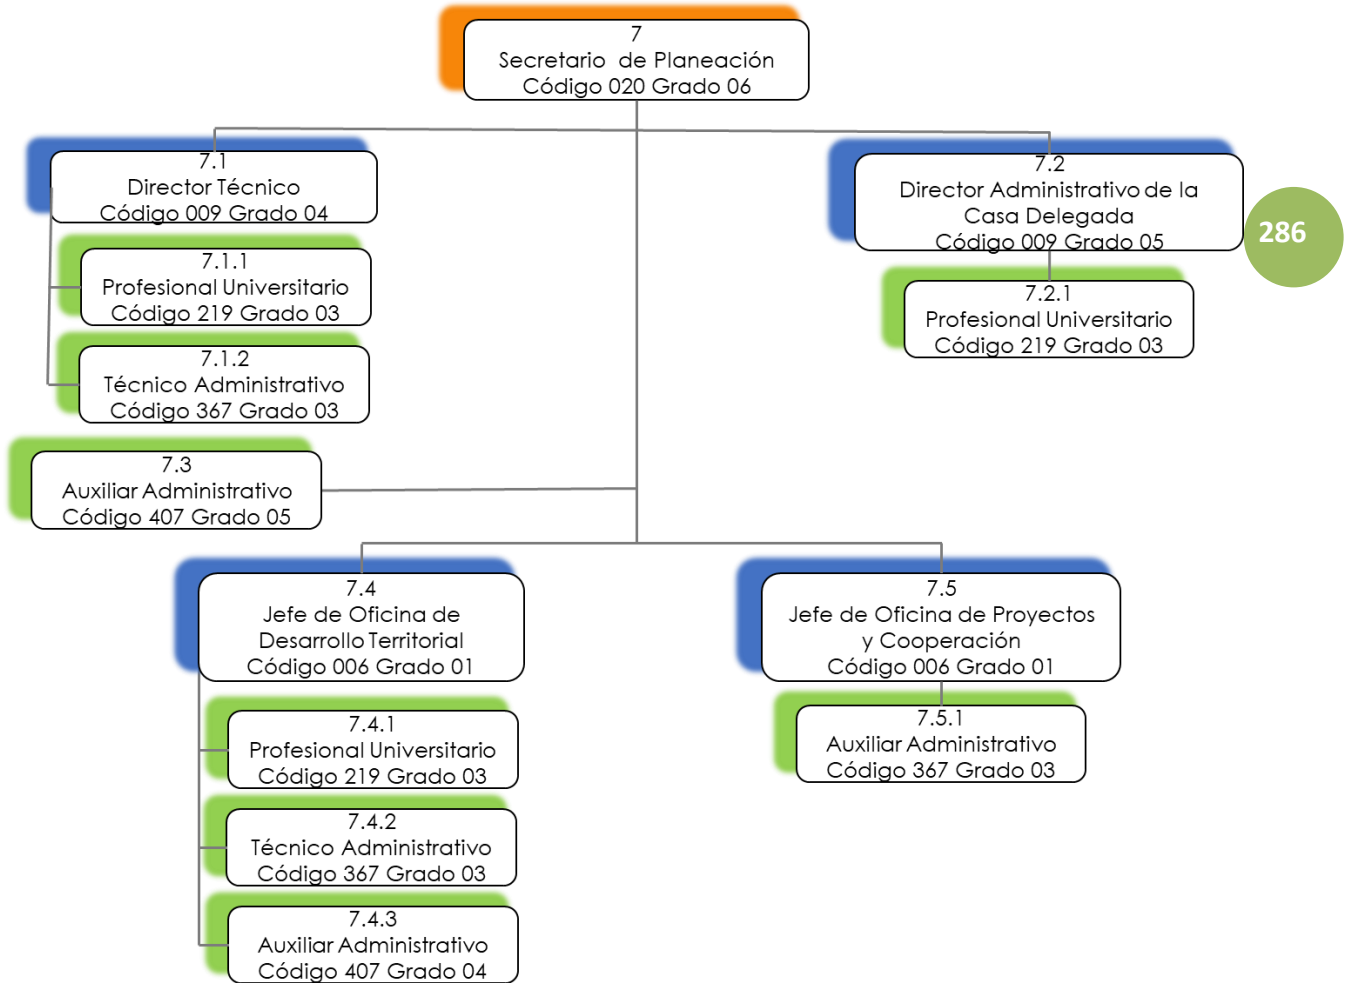 7
Secretario de Planeación
Código 020 Grado 06
7.1
Director Técnico
Código 009 Grado 04
7.2
Director Administrativo de la
Casa Delegada
Código 009 Grado 05
286
7.1.1
Profesional Universitario
Código 219 Grado 03
7.2.1
Profesional Universitario
Código 219 Grado 03
7.1.2
Técnico Administrativo
Código 367 Grado 03
7.3
Auxiliar Administrativo
Código 407 Grado 05
7.4
Jefe de Oficina de
Desarrollo Territorial
Código 006 Grado 01
7.5
Jefe de Oficina de Proyectos
y Cooperación
Código 006 Grado 01
7.4.1
Profesional Universitario
Código 219 Grado 03
7.5.1
Auxiliar Administrativo
Código 367 Grado 03
7.4.2
Técnico Administrativo
Código 367 Grado 03
7.4.3
Auxiliar Administrativo
Código 407 Grado 04